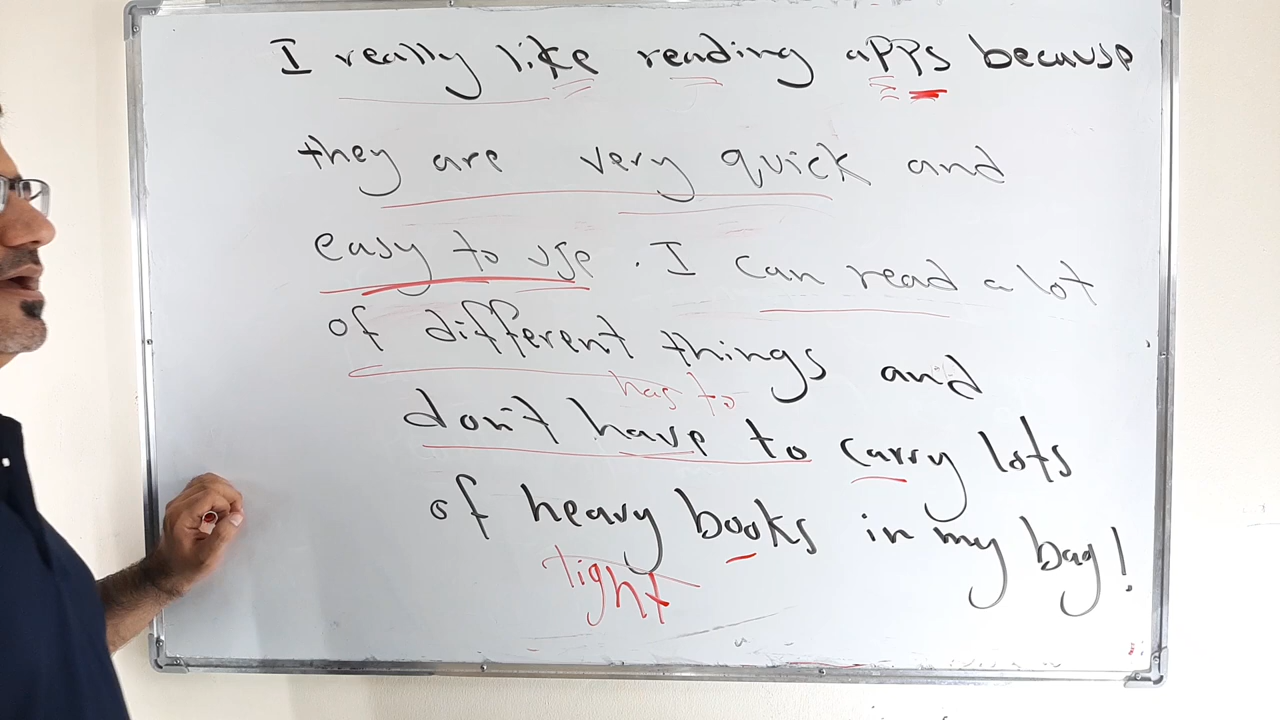 I really like reading apps because
they are very quick and
easy to use. I can read a lot
of different things and
has to
don't have to carry lots
of heavy books in my bag!
light